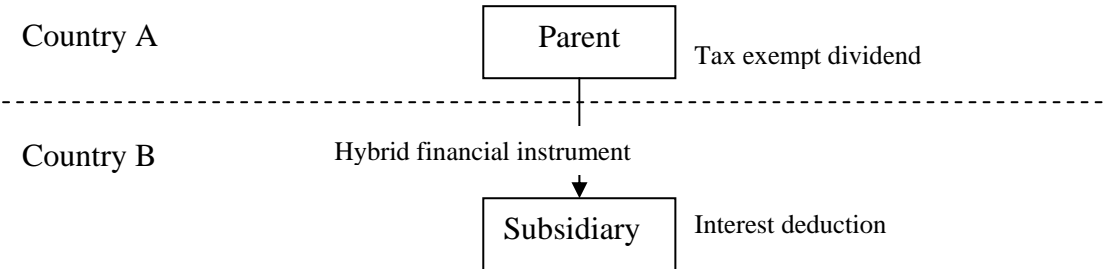 Country A
Parent
Tax exempt dividend
Country B
Hybrid financial instrument
Subsidiary
Interest deduction